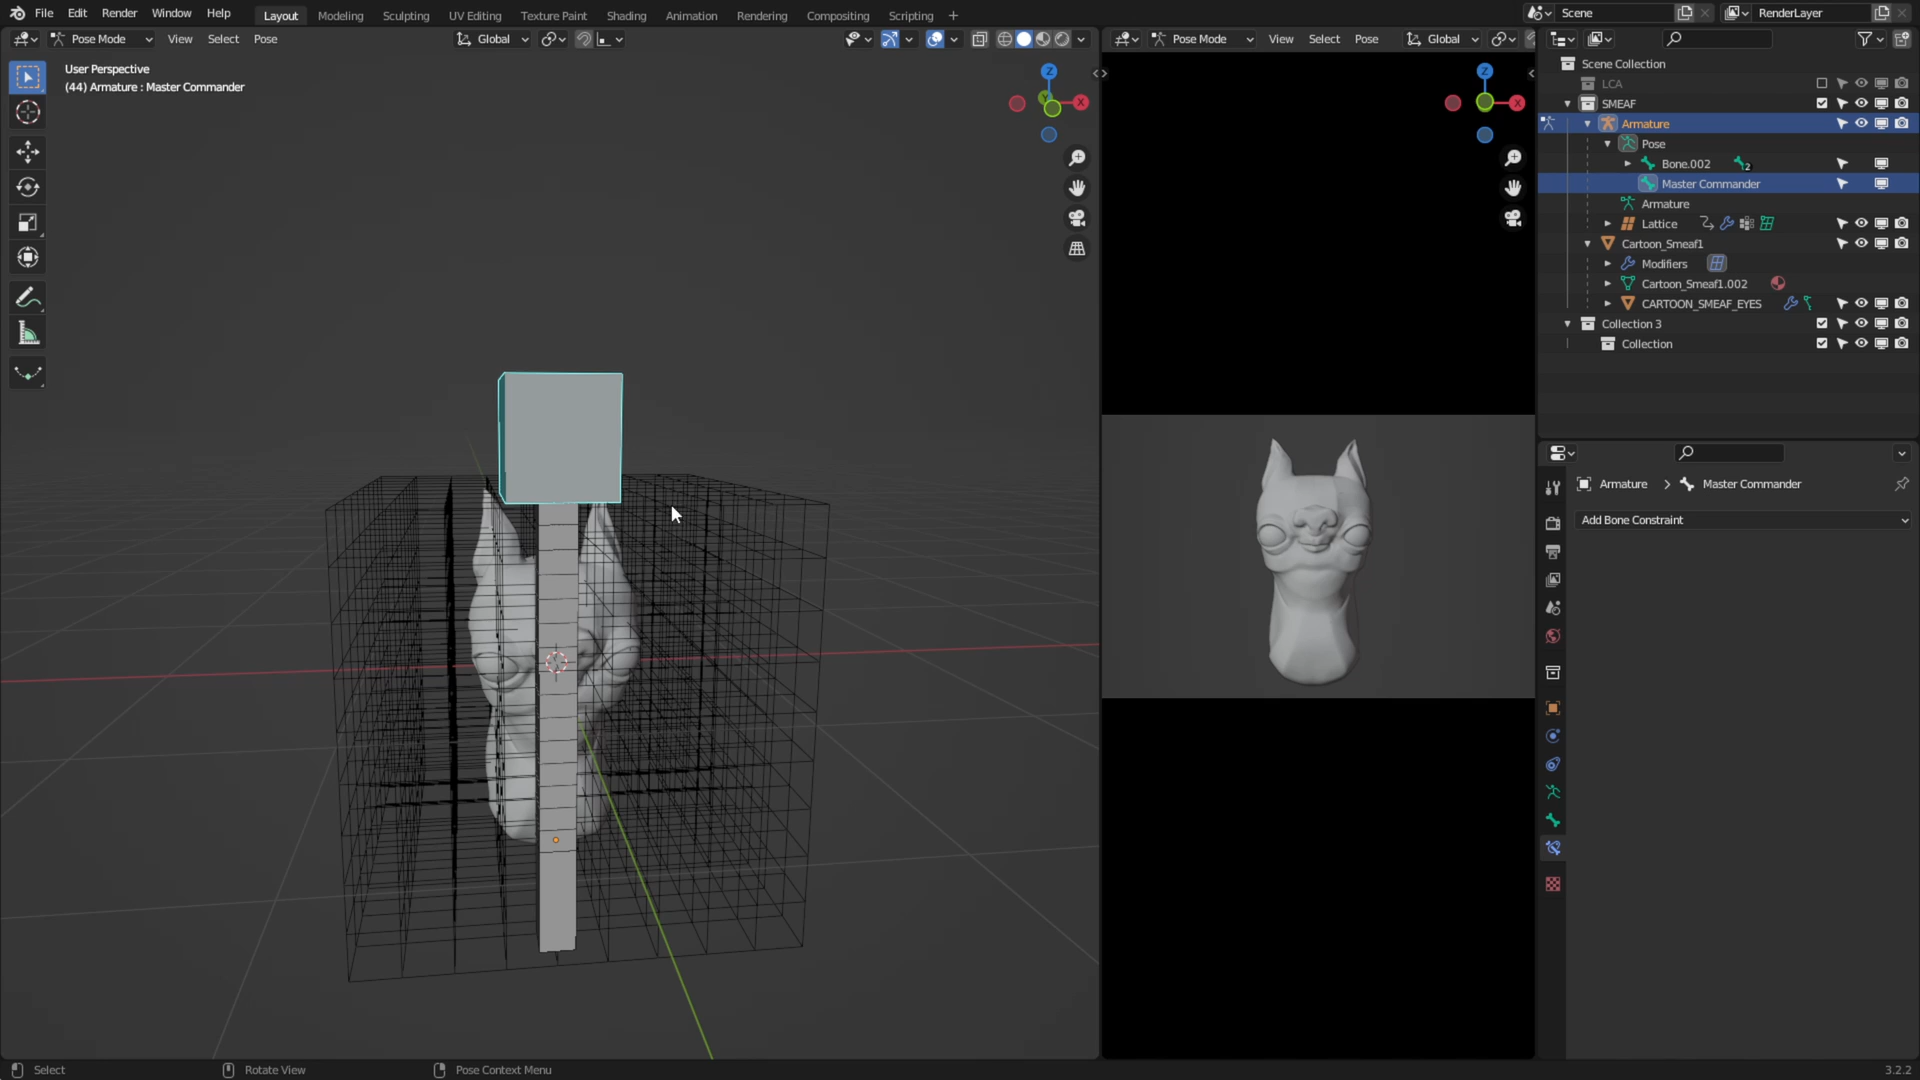 File Edit Render Window Help Layout Modeling Sculpting UV Editing Texture Paint Shading Animation Rendering Compositing Scripting + Scene RenderLayer
Pose Mode View Select Pose Global Pose Mode View Select Pose Global
User Perspective
(44) Armature : Master Commander
Z
Y
X
Z
X
Scene Collection
LCA
SMEAF
Armature
Pose
Bone.002 2
Master Commander
Armature
Lattice
Cartoon_Smeaf1
Modifiers
Cartoon_Smeaf1.002
CARTOON_SMEAF_EYES
Collection 3
Collection
Armature > Master Commander
Add Bone Constraint
Select Rotate View Pose Context Menu 3.2.2